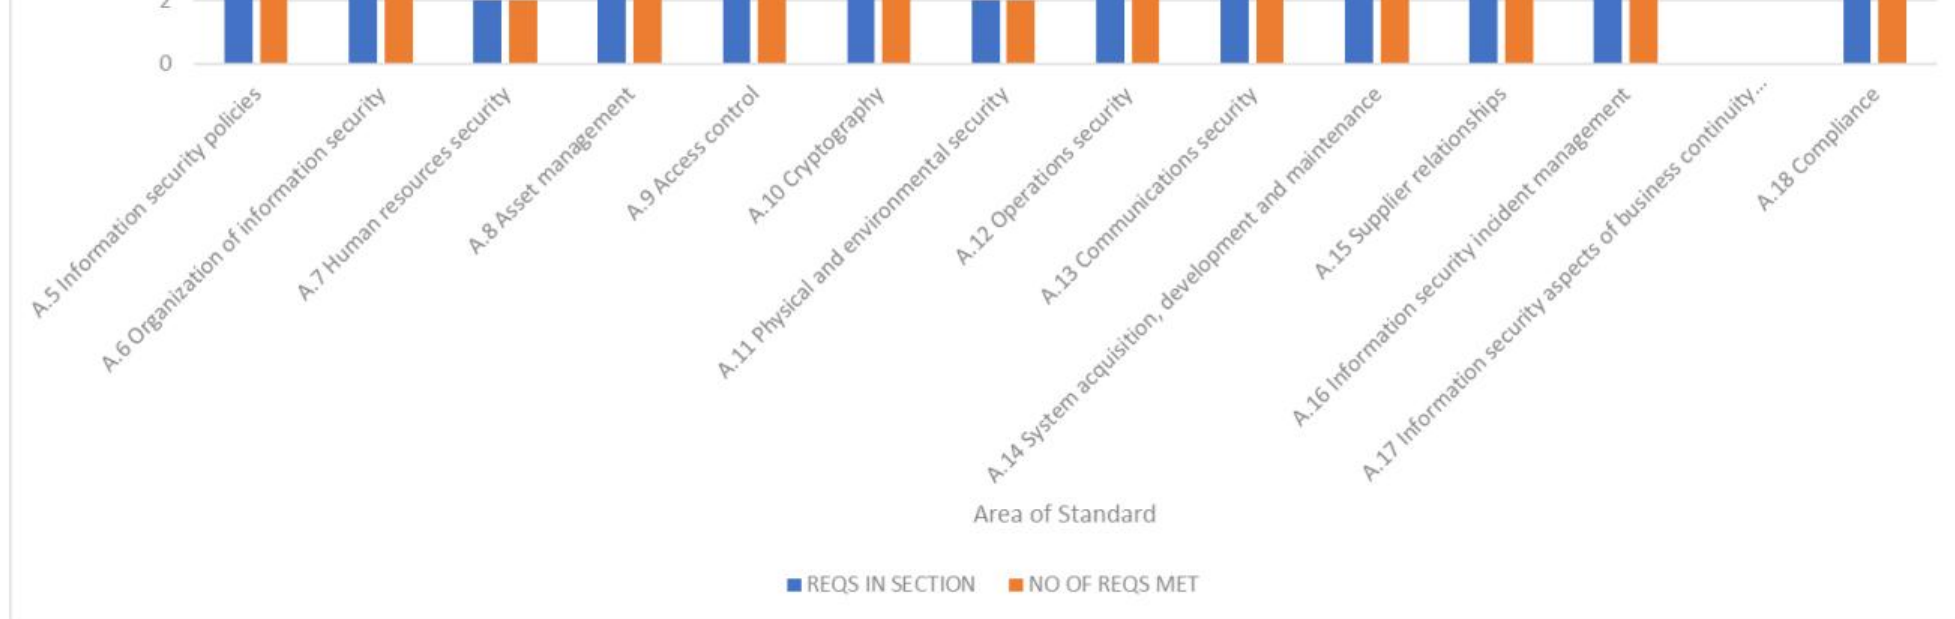 2
0
A.5 Information security policies
A.6 Organization of information security
A.7 Human resources security
A.8 Asset management
A.9 Access control
A.10 Cryptography
A.11 Physical and environmental security
A.12 Operations security
A.13 Communications security
A.14 System acquisition, development and maintenance
A.15 Supplier relationships
A.16 Information security incident management
A.17 Information security aspects of business continuity...
A.18 Compliance
Area of Standard
REQS IN SECTION NO OF REQS MET